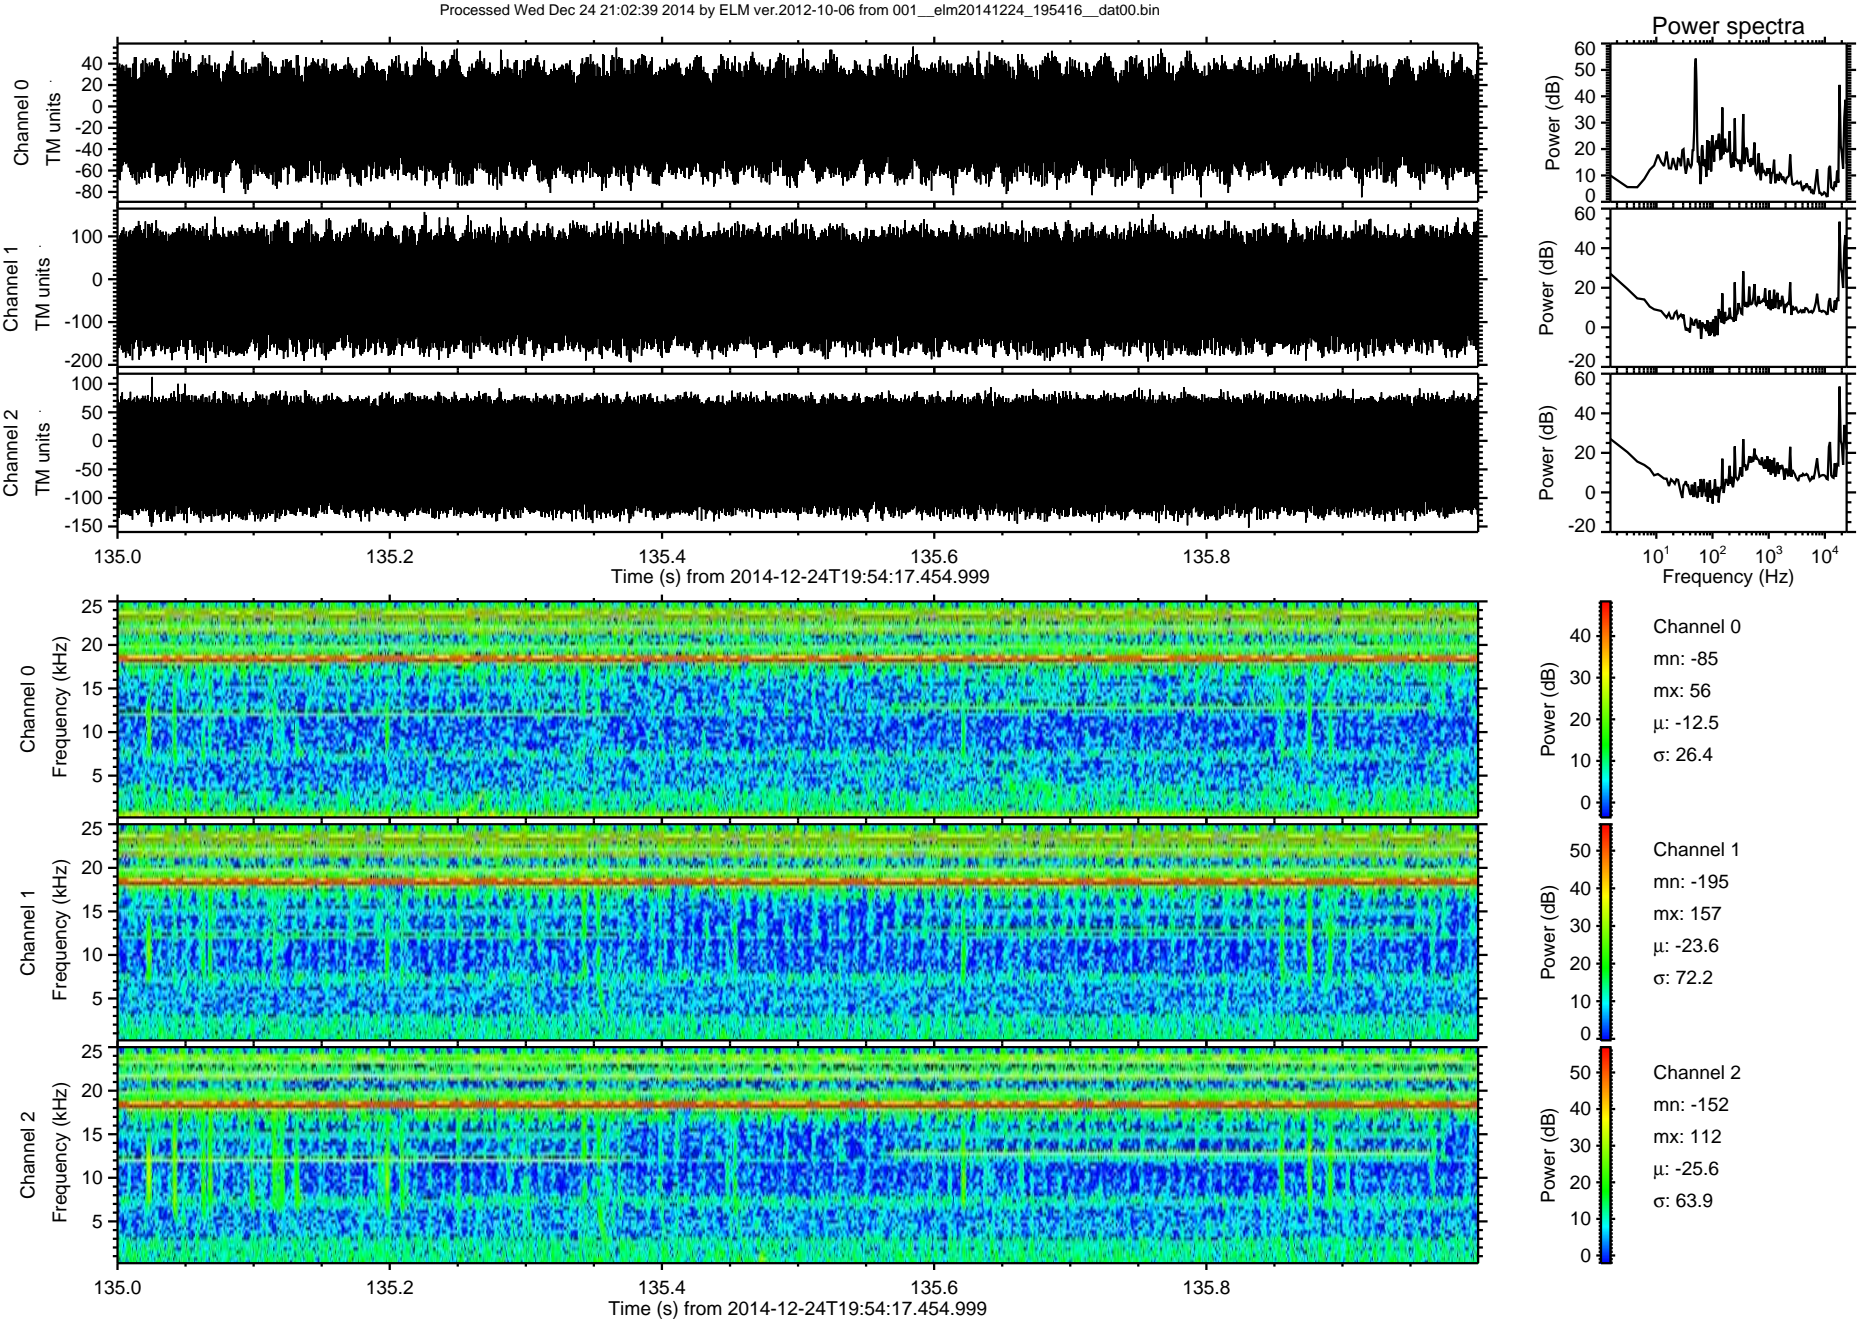 Processed Wed Dec 24 21:02:39 2014 by ELM ver.2012-10-06 from 001__elm20141224_195416__dat00.bin
Power spectra
Channel 0
TM units
40
20
0
-20
-40
-60
-80
Power (dB)
60
50
40
30
20
10
0
Channel 1
TM units
100
0
-100
-200
Power (dB)
60
40
20
0
-20
Channel 2
TM units
100
50
0
-50
-100
-150
Power (dB)
60
40
20
0
-20
135.0 135.2 135.4 135.6 135.8
Time (s) from 2014-12-24T19:54:17.454.999
10¹ 10² 10³ 10⁴
Frequency (Hz)
Channel 0
Frequency (kHz)
25
20
15
10
5
Power (dB)
40
30
20
10
0
Channel 0
mn: -85
mx: 56
μ: -12.5
σ: 26.4
Channel 1
Frequency (kHz)
25
20
15
10
5
Power (dB)
50
40
30
20
10
0
Channel 1
mn: -195
mx: 157
μ: -23.6
σ: 72.2
Channel 2
Frequency (kHz)
25
20
15
10
5
Power (dB)
50
40
30
20
10
0
Channel 2
mn: -152
mx: 112
μ: -25.6
σ: 63.9
135.0 135.2 135.4 135.6 135.8
Time (s) from 2014-12-24T19:54:17.454.999